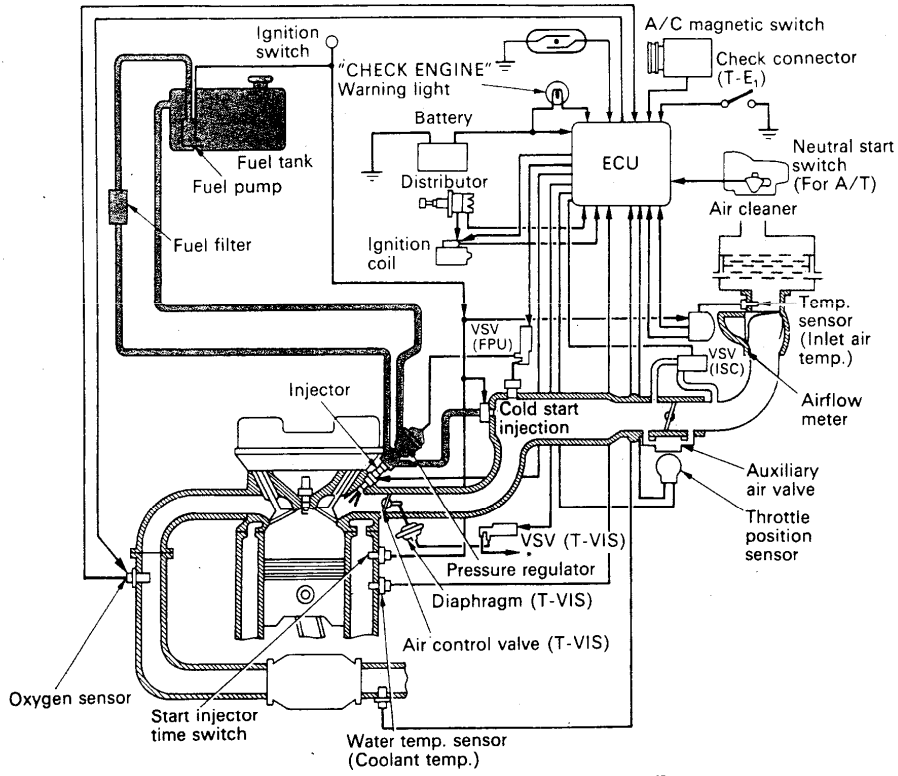 Ignition
switch
A/C magnetic switch
Check connector
(T-E₁)
"CHECK ENGINE"
Warning light
Battery
ECU
Neutral start
switch
(For A/T)
Fuel tank
Fuel pump
Distributor
Air cleaner
Fuel filter
Ignition
coil
Temp.
sensor
(Inlet air
temp.)
VSV
(FPU)
VSV
(ISC)
Injector
Cold start
injection
Airflow
meter
Auxiliary
air valve
Throttle
position
sensor
VSV (T-VIS)
Pressure regulator
Diaphragm (T-VIS)
Air control valve (T-VIS)
Oxygen sensor
Start injector
time switch
Water temp. sensor
(Coolant temp.)